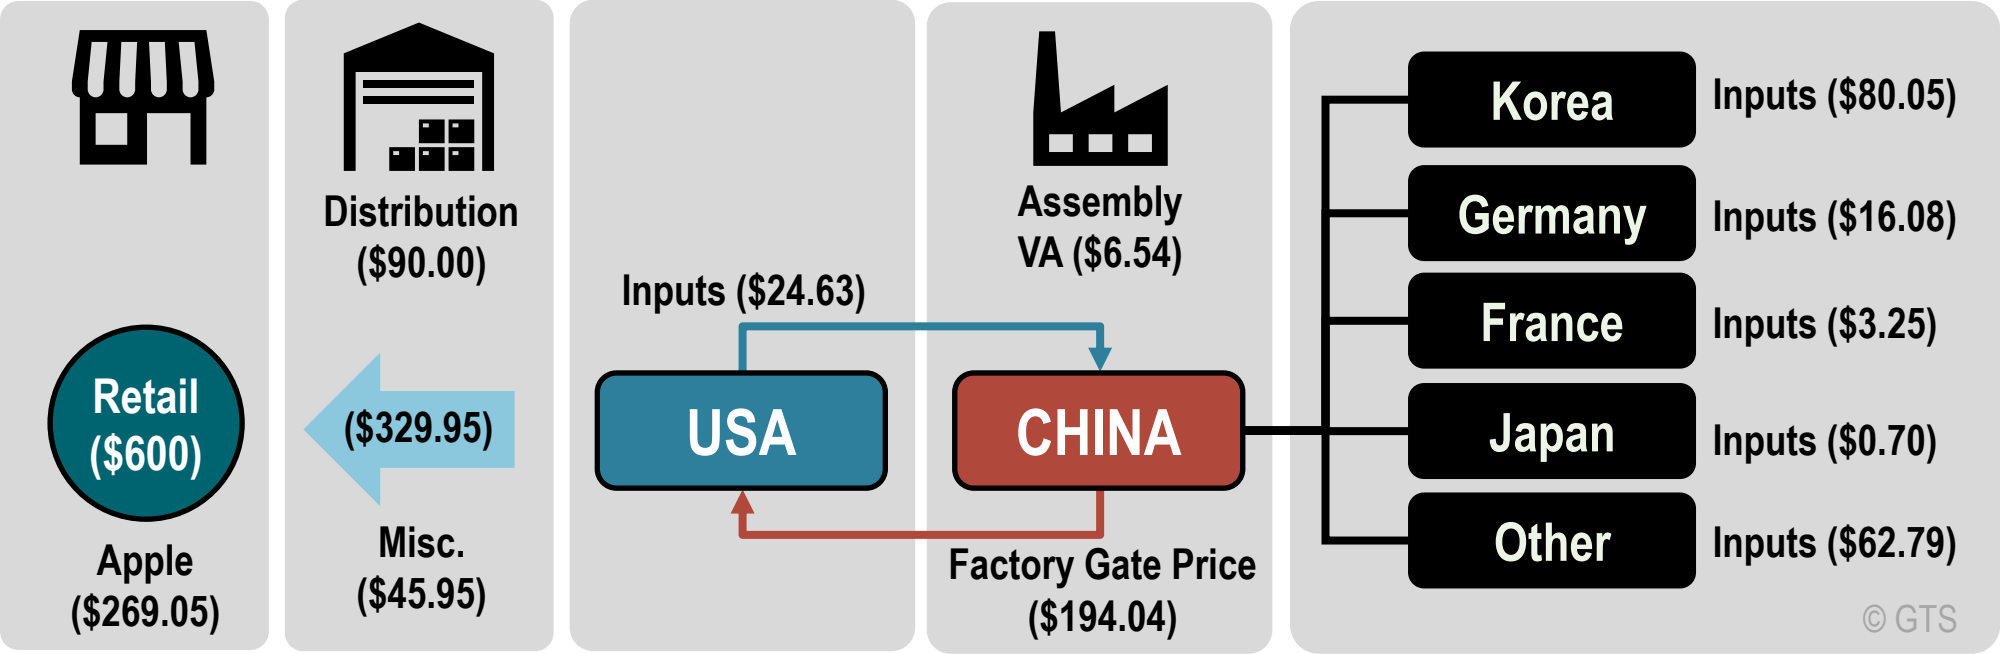 Retail
($600)
Apple
($269.05)
Distribution
($90.00)
($329.95)
Misc.
($45.95)
Inputs ($24.63)
USA
Assembly
VA ($6.54)
CHINA
Factory Gate Price
($194.04)
Korea
Inputs ($80.05)
Germany
Inputs ($16.08)
France
Inputs ($3.25)
Japan
Inputs ($0.70)
Other
Inputs ($62.79)
© GTS